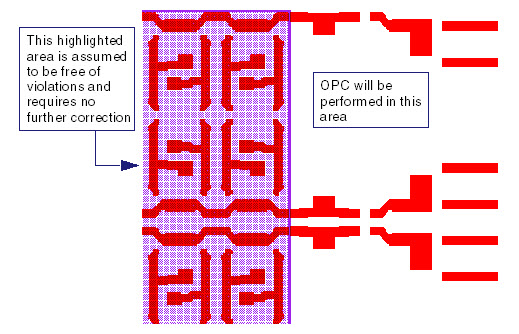 This highlighted
area is assumed
to be free of
violations and
requires no
further correction
OPC will be
performed in this
area